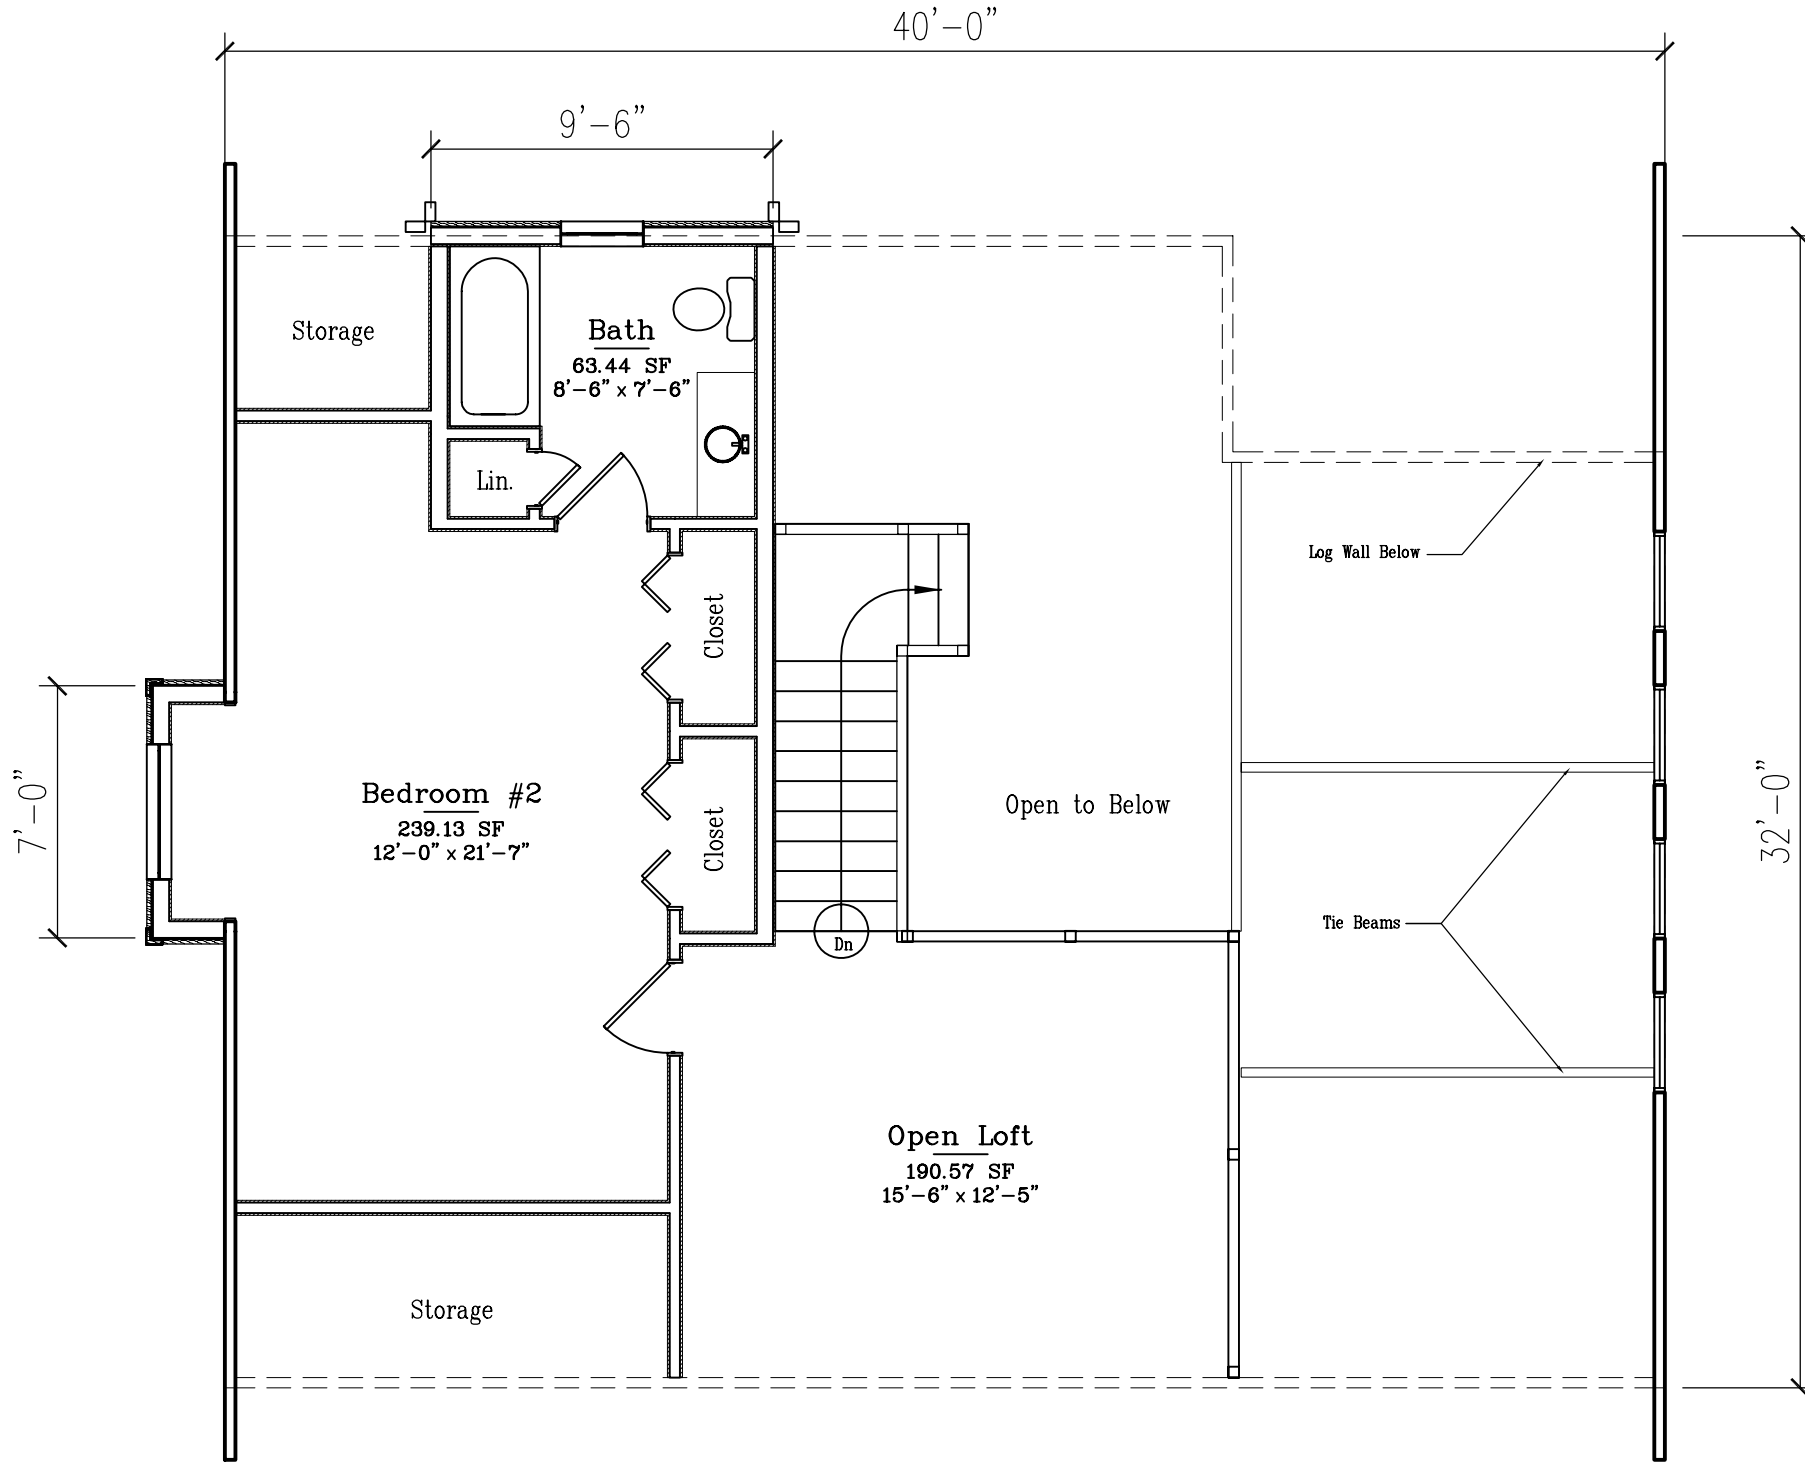 40'-0"
9'-6"
Storage
Bath
63.44 SF
8'-6" x 7'-6"
Lin.
Log Wall Below
Closet
7'-0"
Bedroom #2
239.13 SF
12'-0" x 21'-7"
Closet
Open to Below
32'-0"
Dn
Tie Beams
Open Loft
190.57 SF
15'-6" x 12'-5"
Storage